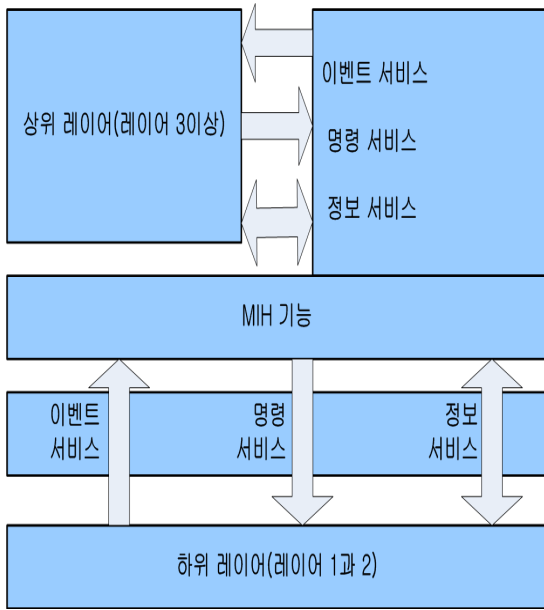 상위 레이어(레이어 3이상)
이벤트 서비스
명령 서비스
정보 서비스
MIH 기능
이벤트
서비스
명령
서비스
정보
서비스
하위 레이어(레이어 1과 2)